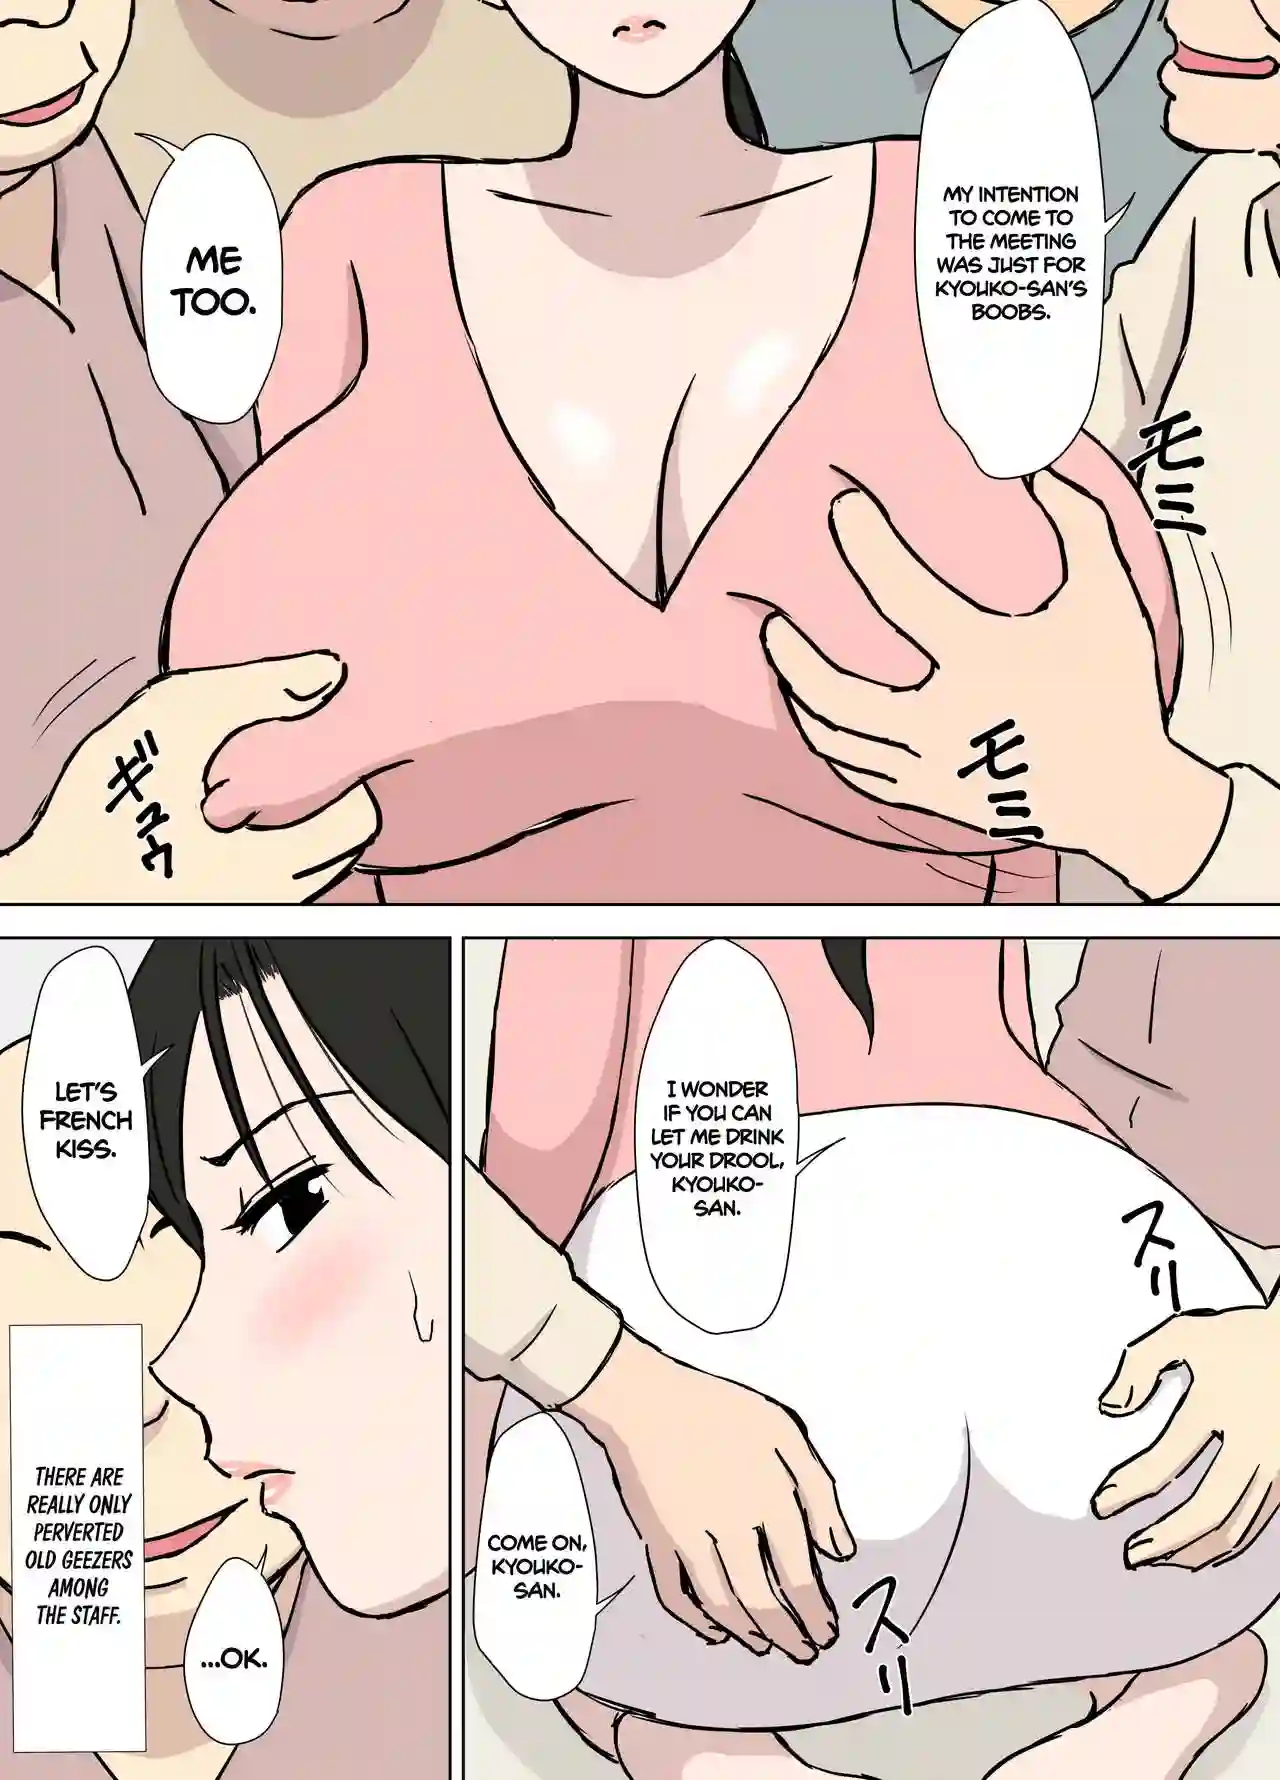 MY INTENTION
TO COME TO
THE MEETING
WAS JUST FOR
KYOUKO-SAN'S
BOOBS.
ME
TOO.
モミ
モミ
ギュウ
I WONDER
IF YOU CAN
LET ME DRINK
YOUR DROOL,
KYOUKO-
SAN.
スリ
COME ON,
KYOUKO-
SAN.
スリ
LET'S
FRENCH
KISS.
...OK.
THERE ARE
REALLY ONLY
PERVERTED
OLD GEEZERS
AMONG
THE STAFF.